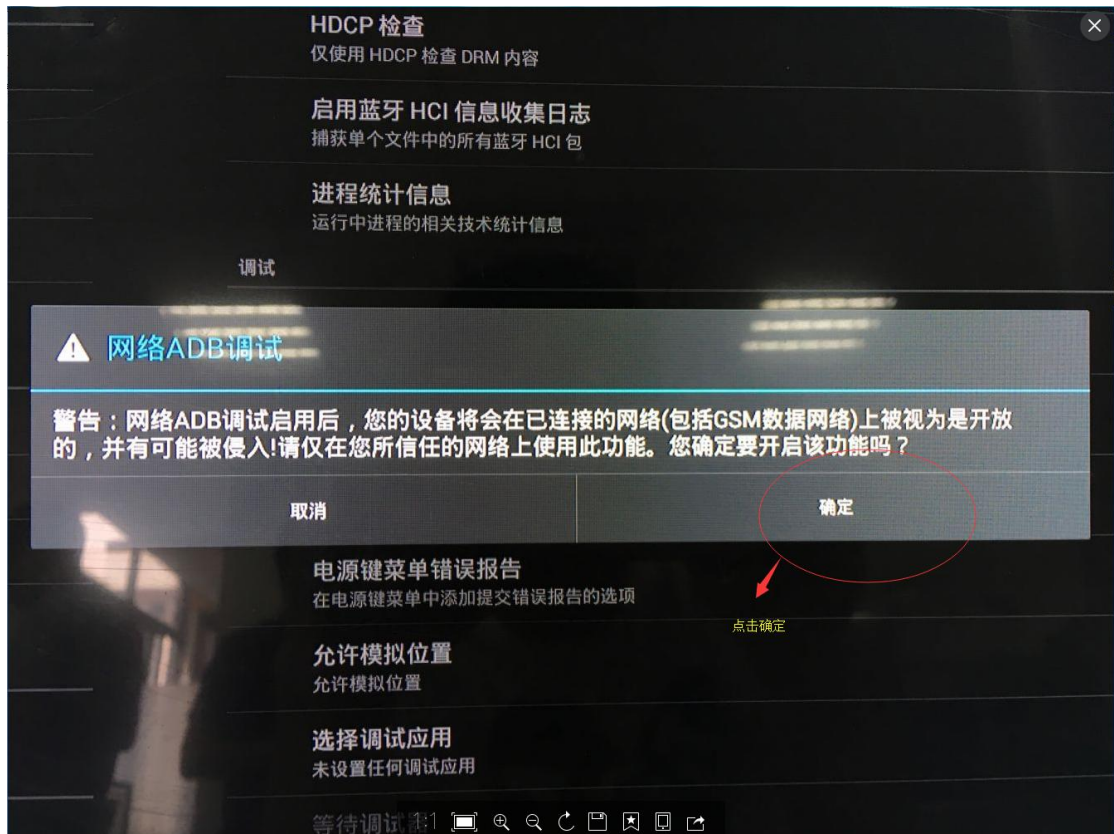 HDCP 检查
仅使用 HDCP 检查 DRM 内容
启用蓝牙 HCI 信息收集日志
捕获单个文件中的所有蓝牙 HCI 包
进程统计信息
运行中进程的相关技术统计信息
调试
网络ADB调试
警告：网络ADB调试启用后，您的设备将会在已连接的网络(包括GSM数据网络)上被视为是开放
的，并有可能被侵入!请仅在您所信任的网络上使用此功能。您确定要开启该功能吗？
取消
确定
电源键菜单错误报告
在电源键菜单中添加提交错误报告的选项
点击确定
允许模拟位置
允许模拟位置
选择调试应用
未设置任何调试应用
等待调试
1:1